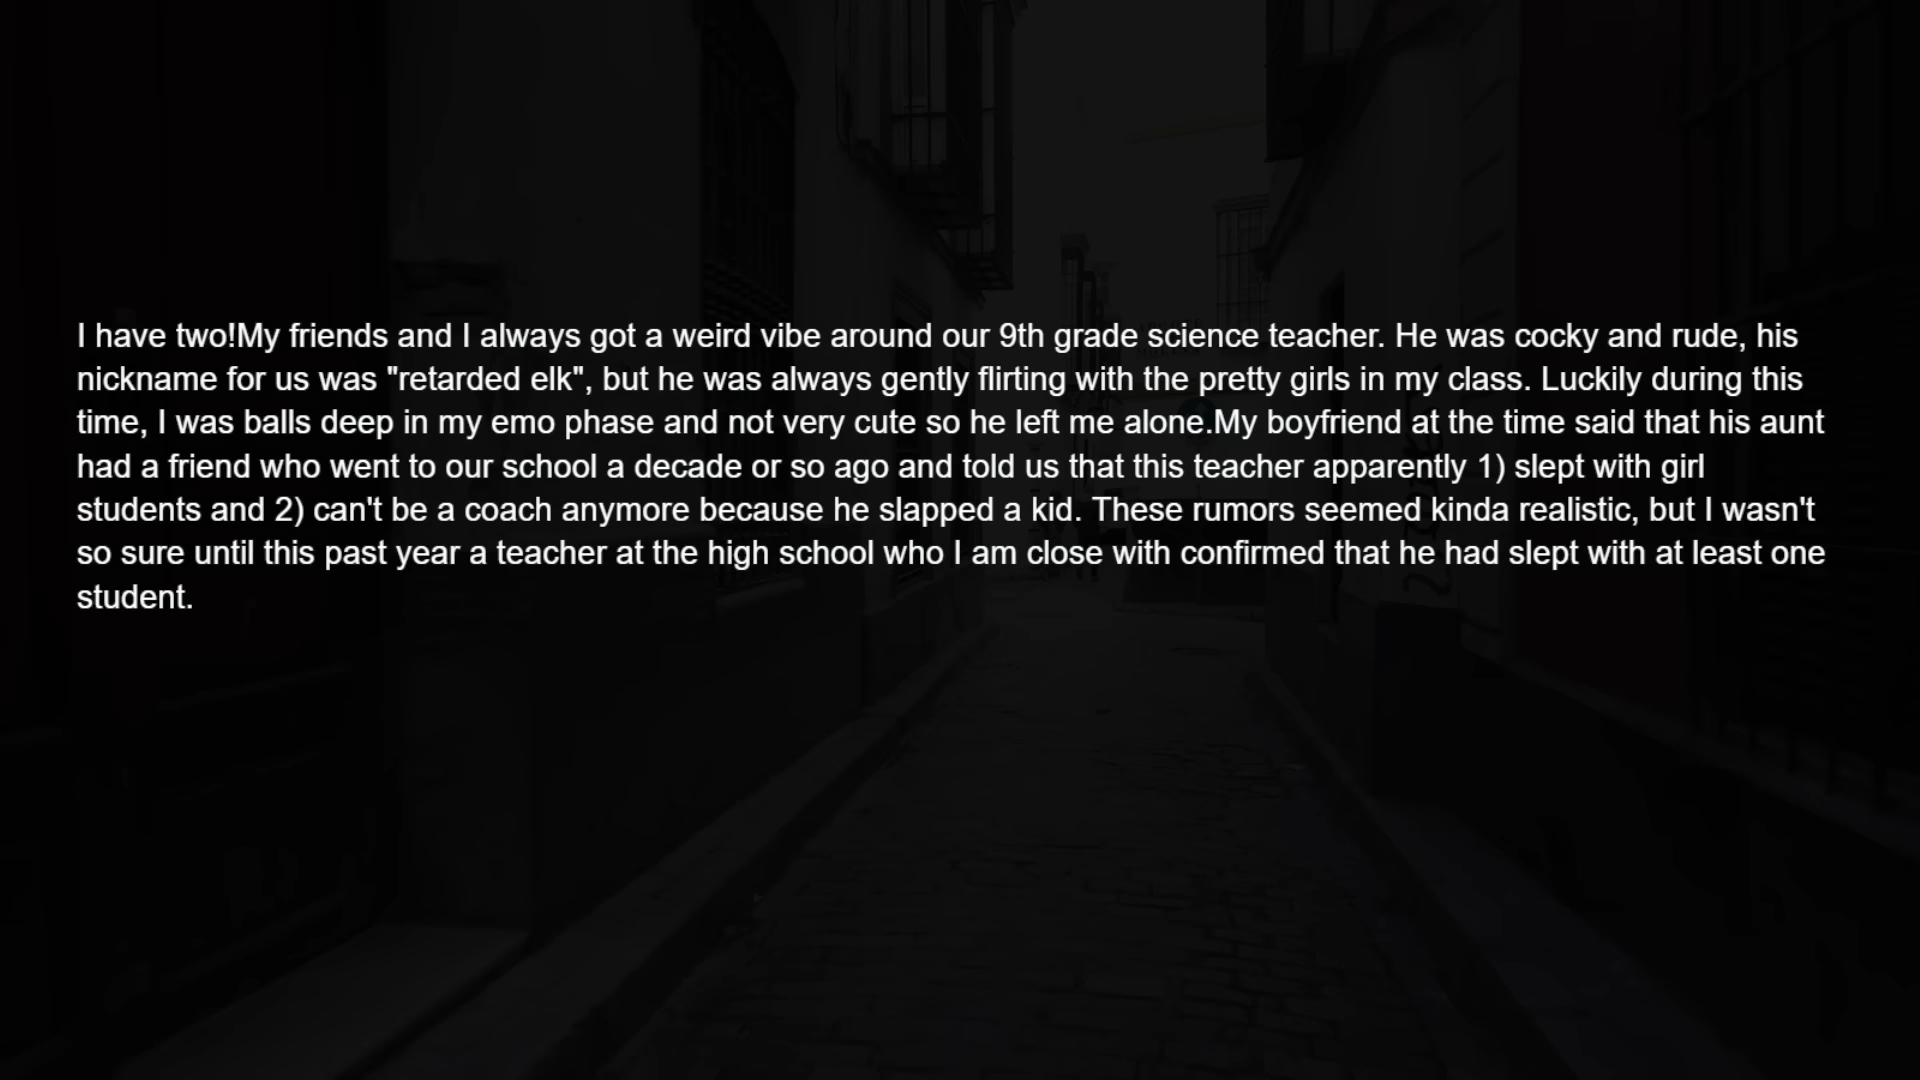 I have two!My friends and I always got a weird vibe around our 9th grade science teacher. He was cocky and rude, his
nickname for us was "retarded elk", but he was always gently flirting with the pretty girls in my class. Luckily during this
time, I was balls deep in my emo phase and not very cute so he left me alone.My boyfriend at the time said that his aunt
had a friend who went to our school a decade or so ago and told us that this teacher apparently 1) slept with girl
students and 2) can't be a coach anymore because he slapped a kid. These rumors seemed kinda realistic, but I wasn't
so sure until this past year a teacher at the high school who I am close with confirmed that he had slept with at least one
student.